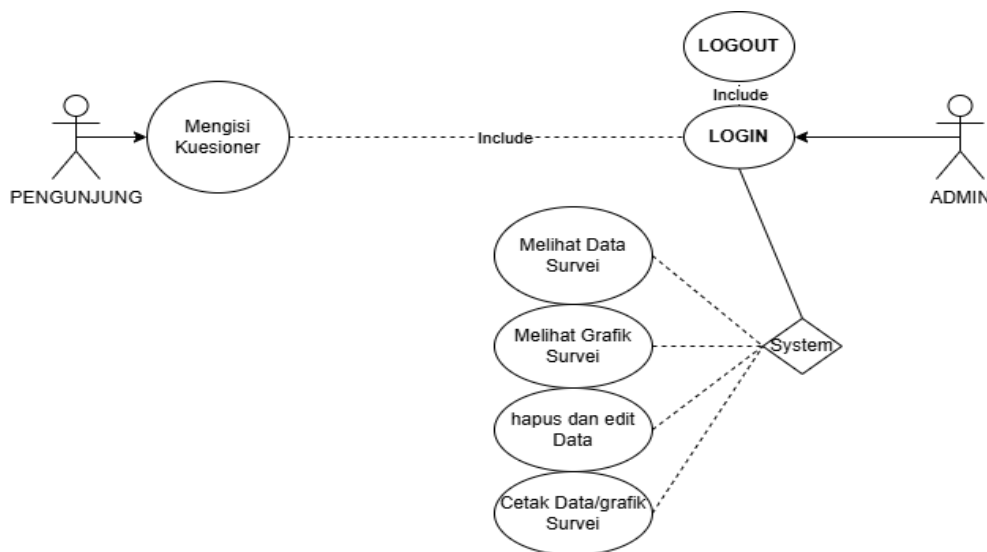 LOGOUT
Include
Mengisi
Kuesioner
Include
LOGIN
PENGUNJUNG
ADMIN
Melihat Data
Survei
Melihat Grafik
Survei
System
hapus dan edit
Data
Cetak Data/grafik
Survei